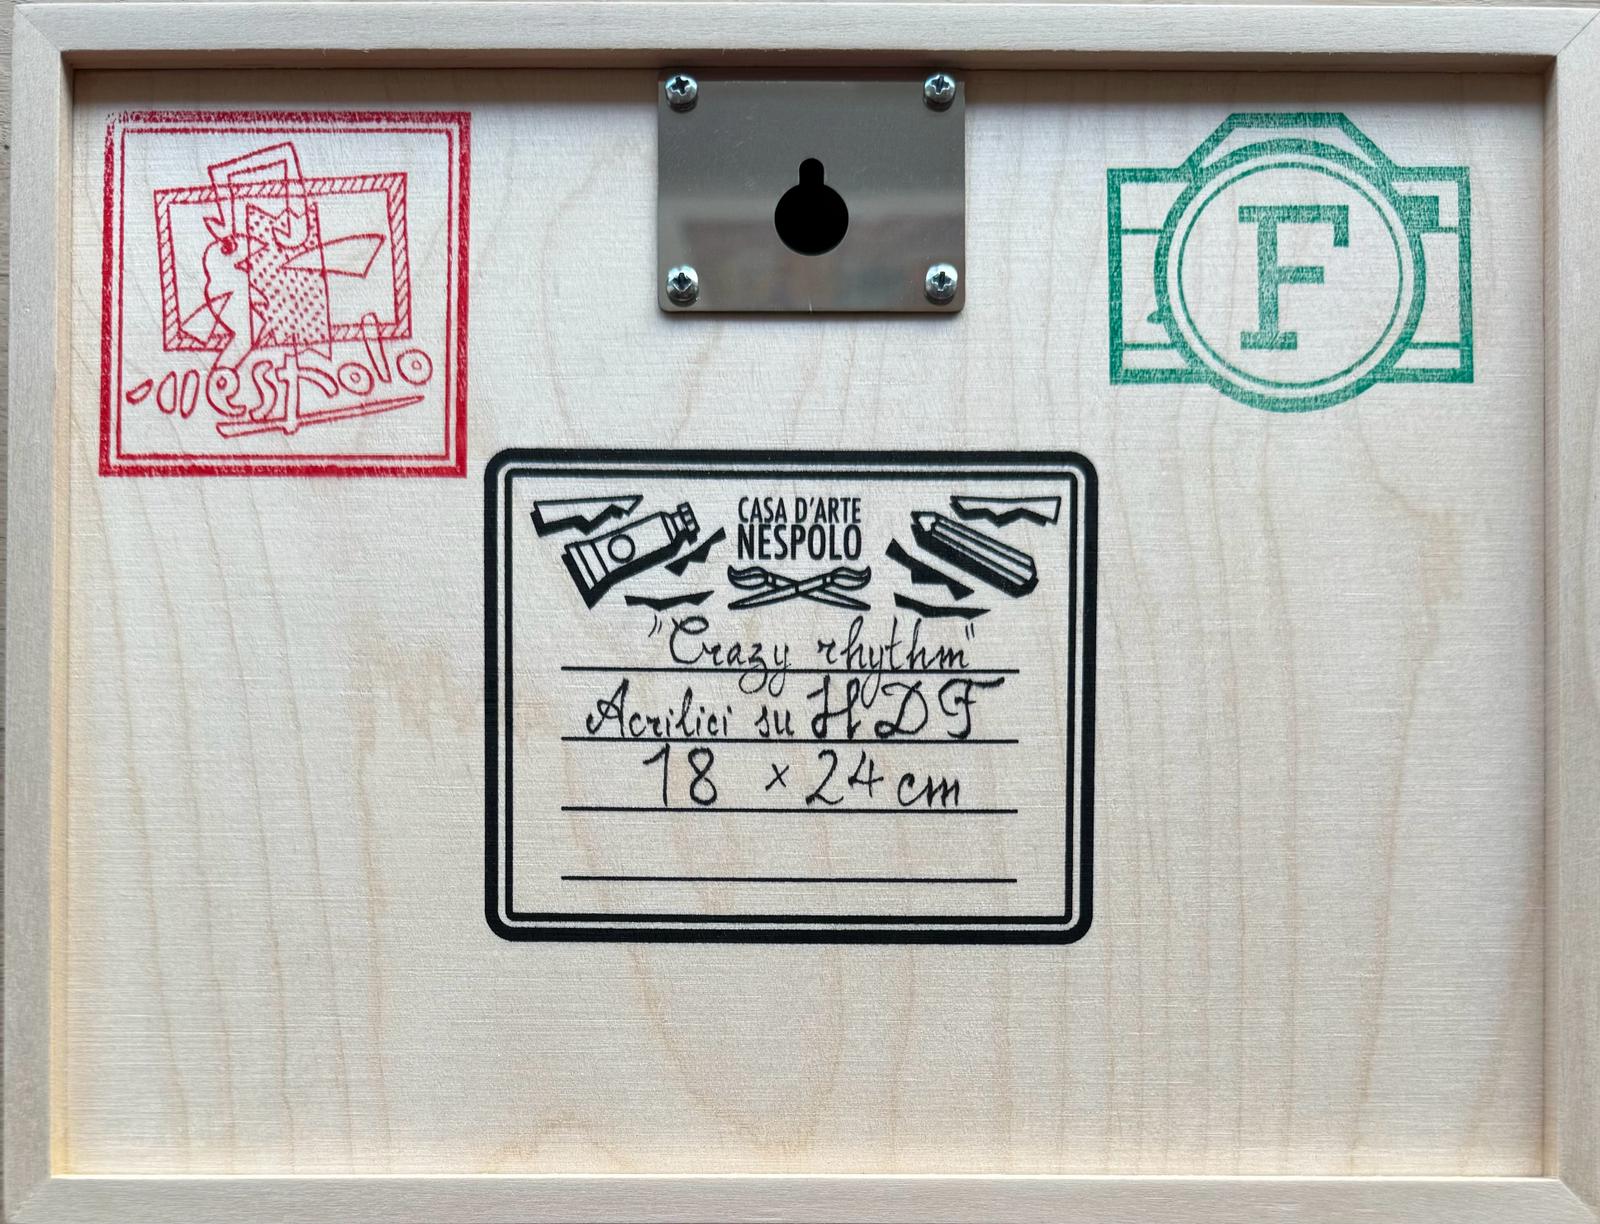 nespolo
F
CASA D'ARTE
NESPOLO
"Crazy rhythm"
Acrilici su HDF
18 x 24 cm